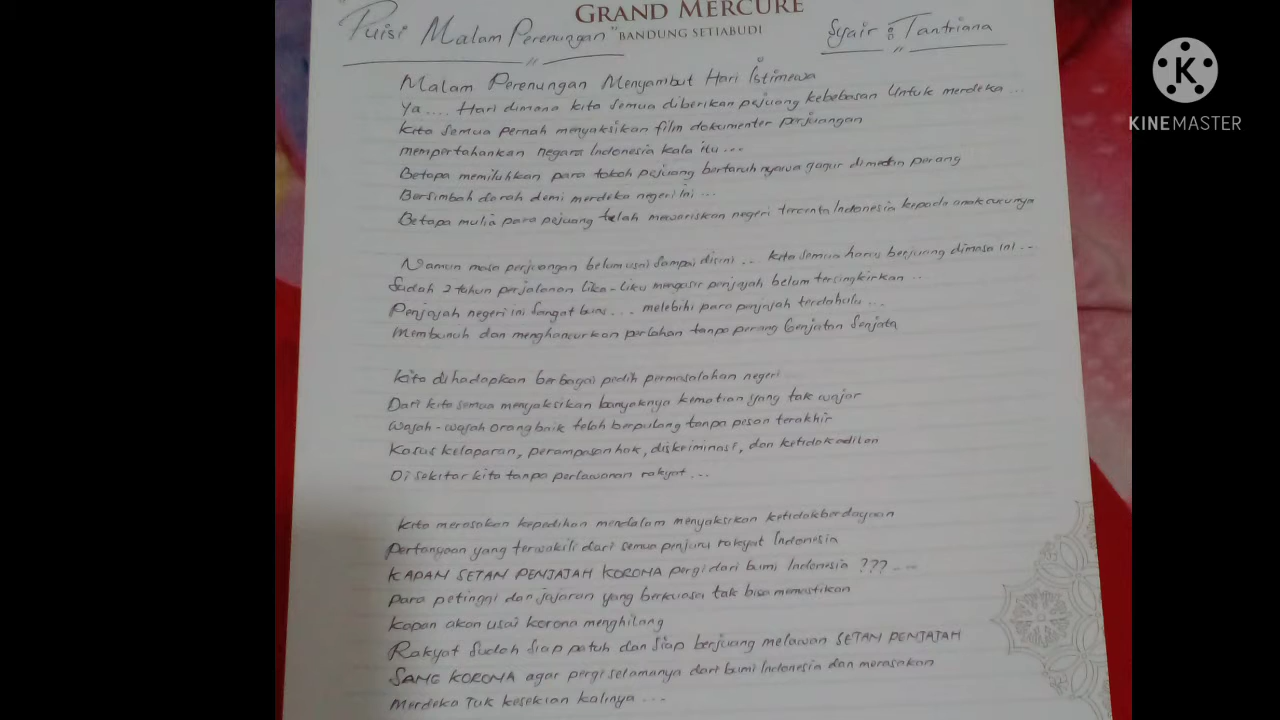 GRAND MERCURE
BANDUNG SETIABUDI
"Puisi Malam Perenungan"
Syair : Tantriana
Malam Perenungan Menyambut Hari Istimewa
Ya.... Hari dimana kita semua diberikan pejuang kebebasan Untuk merdeka...
Kita semua pernah menyaksikan film dokumenter perjuangan
mempertahankan negara Indonesia kala itu...
Betapa memiluhkan para tokoh pejuang bertaruh nyawa gugur dimedan perang
Bersimbah darah demi merdeka negeri ini...
Betapa mulia para pejuang telah mewariskan negeri tercinta Indonesia kepada anak cucunya
Namun masa perjuangan belum usai sampai disini... kita semua harus berjuang dimasa ini...
Sudah 2 tahun perjalanan lika-liku mengusir penjajah belum tersingkirkan...
Penjajah negeri ini sangat buas... melebihi para penjajah terdahulu...
Membunuh dan menghancurkan perlahan tanpa perang Genjatan Senjata
Kita dihadapkan berbagai pedih permasalahan negeri
Dari kita semua menyaksikan banyaknya kematian yang tak wajar
Wajah-wajah orang baik telah berpulang tanpa pesan terakhir
Kasus kelaparan, perampasan hak, diskriminasi, dan ketidakadilan
Di sekitar kita tanpa perlawanan rakyat...
Kita merasakan kepedihan mendalam menyaksikan ketidakberdayaan
Pertanyaan yang terwakili dari semua penjuru rakyat Indonesia
KAPAN SETAN PENJAJAH KORONA pergi dari bumi Indonesia ???...
Para petinggi dan jajaran yang berkuasa tak bisa memastikan
Kapan akan usai korona menghilang
Rakyat Sudah siap patuh dan siap berjuang melawan SETAN PENJAJAH
SANG KORONA agar pergi selamanya dari bumi Indonesia dan merasakan
Merdeka Tuk kesekian kalinya...
KINEMASTER